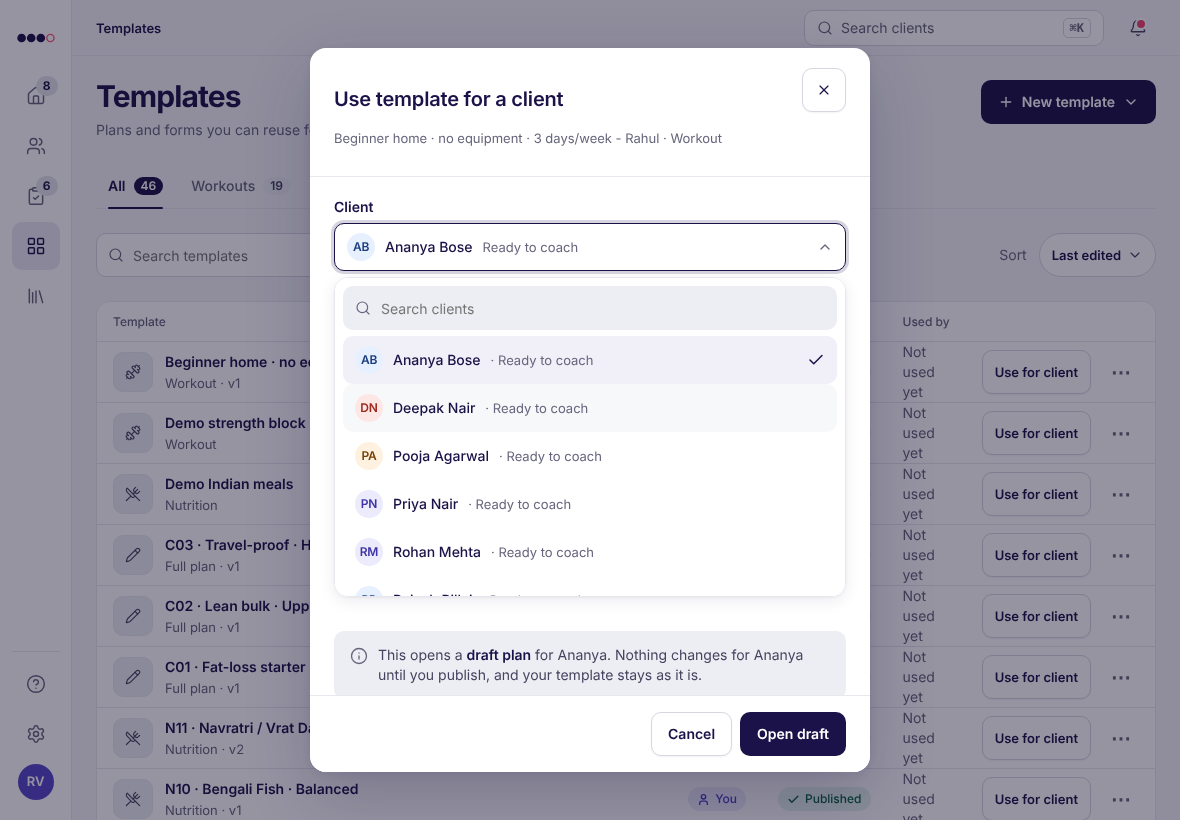 Templates
Search clients
⌘K
8
6
RV
Templates
Plans and forms you can reuse f
New template
All 46
Workouts 19
Search templates
Sort
Last edited
Template
Used by
Beginner home · no e
Workout · v1
Not used yet
Use for client
Demo strength block
Workout
Not used yet
Use for client
Demo Indian meals
Nutrition
Not used yet
Use for client
C03 · Travel-proof · H
Full plan · v1
Not used yet
Use for client
C02 · Lean bulk · Upp
Full plan · v1
Not used yet
Use for client
C01 · Fat-loss starter
Full plan · v1
Not used yet
Use for client
N11 · Navratri / Vrat Da
Nutrition · v2
Not used yet
Use for client
N10 · Bengali Fish · Balanced
Nutrition · v1
You
Published
Not used yet
Use for client
Use template for a client
Beginner home · no equipment · 3 days/week - Rahul · Workout
Client
AB Ananya Bose Ready to coach
Search clients
AB Ananya Bose · Ready to coach
DN Deepak Nair · Ready to coach
PA Pooja Agarwal · Ready to coach
PN Priya Nair · Ready to coach
RM Rohan Mehta · Ready to coach
This opens a draft plan for Ananya. Nothing changes for Ananya
until you publish, and your template stays as it is.
Cancel
Open draft